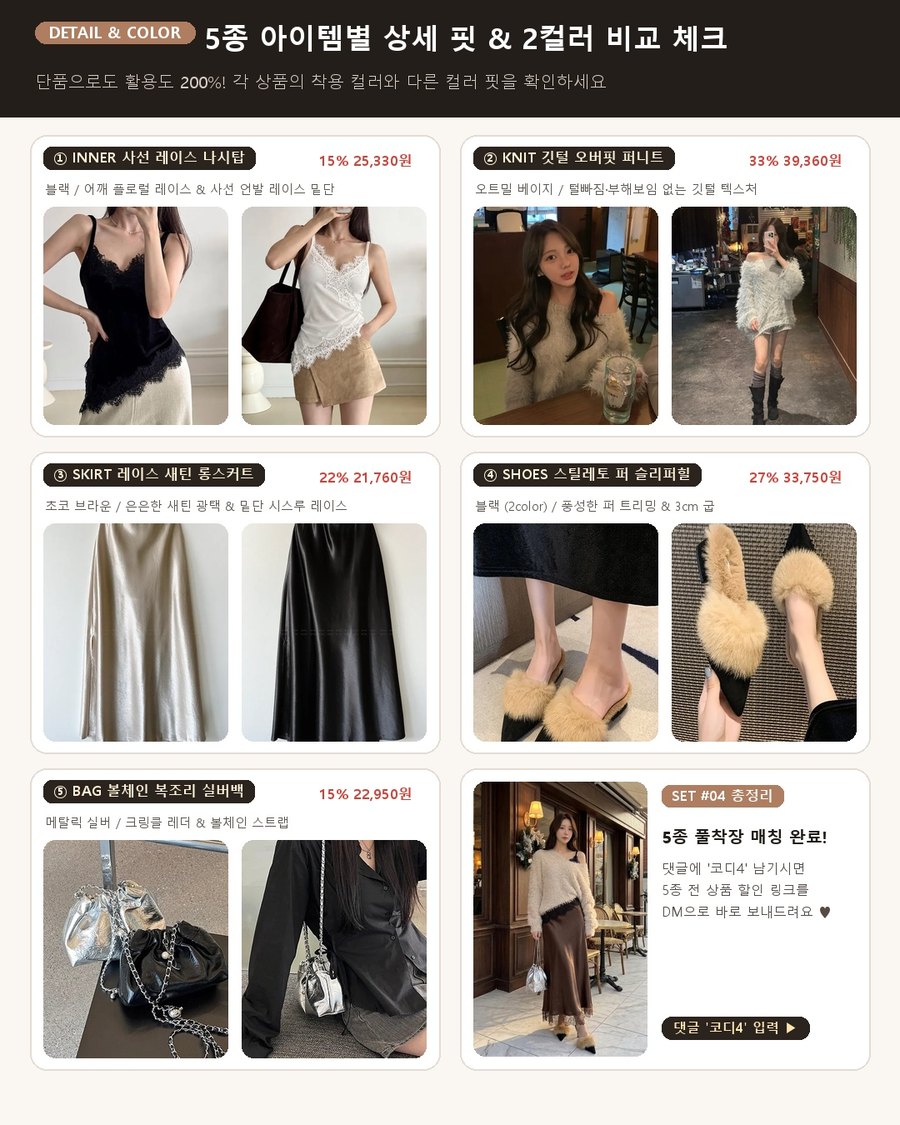 DETAIL & COLOR 5종 아이템별 상세 핏 & 2컬러 비교 체크
단품으로도 활용도 200%! 각 상품의 착용 컬러와 다른 컬러 핏을 확인하세요
① INNER 사선 레이스 나시탑 15% 25,330원
블랙 / 어깨 플로럴 레이스 & 사선 언발 레이스 밑단
② KNIT 깃털 오버핏 퍼니트 33% 39,360원
오트밀 베이지 / 털빠짐·부해보임 없는 깃털 텍스처
③ SKIRT 레이스 새틴 롱스커트 22% 21,760원
초코 브라운 / 은은한 새틴 광택 & 밑단 시스루 레이스
④ SHOES 스틸레토 퍼 슬리퍼힐 27% 33,750원
블랙 (2color) / 풍성한 퍼 트리밍 & 3cm 굽
⑤ BAG 볼체인 복조리 실버백 15% 22,950원
메탈릭 실버 / 크링클 레더 & 볼체인 스트랩
SET #04 총정리
5종 풀착장 매칭 완료!
댓글에 '코디4' 남기시면
5종 전 상품 할인 링크를
DM으로 바로 보내드려요 ♥
댓글 '코디4' 입력 ▶